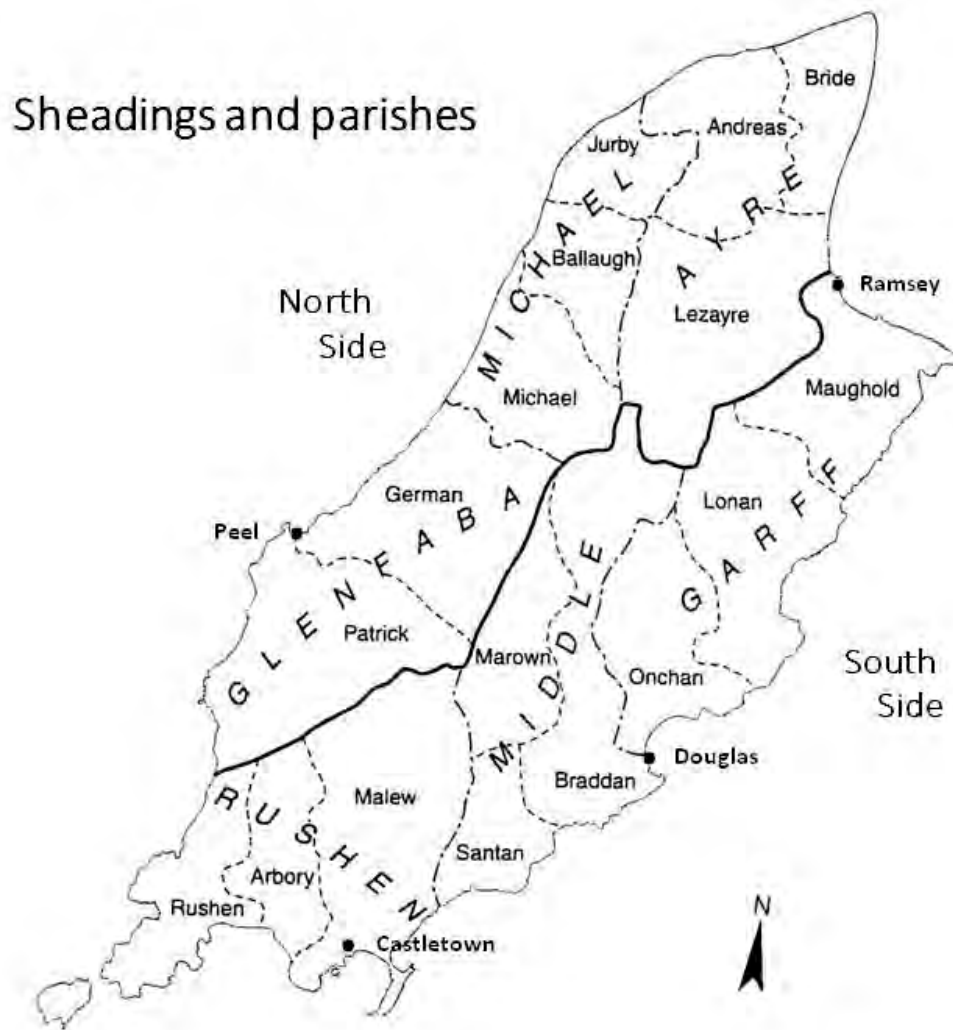 Sheadings and parishes
Bride
Andreas
Jurby
MICHAEL
AYRE
Ballaugh
Lezayre
Ramsey
North
Side
Michael
Maughold
German
Lonan
Peel
GLENFABA
GARFF
Patrick
Marown
MIDDLE
Onchan
South
Side
Douglas
Braddan
Malew
RUSHEN
Santan
Arbory
Rushen
Castletown
N